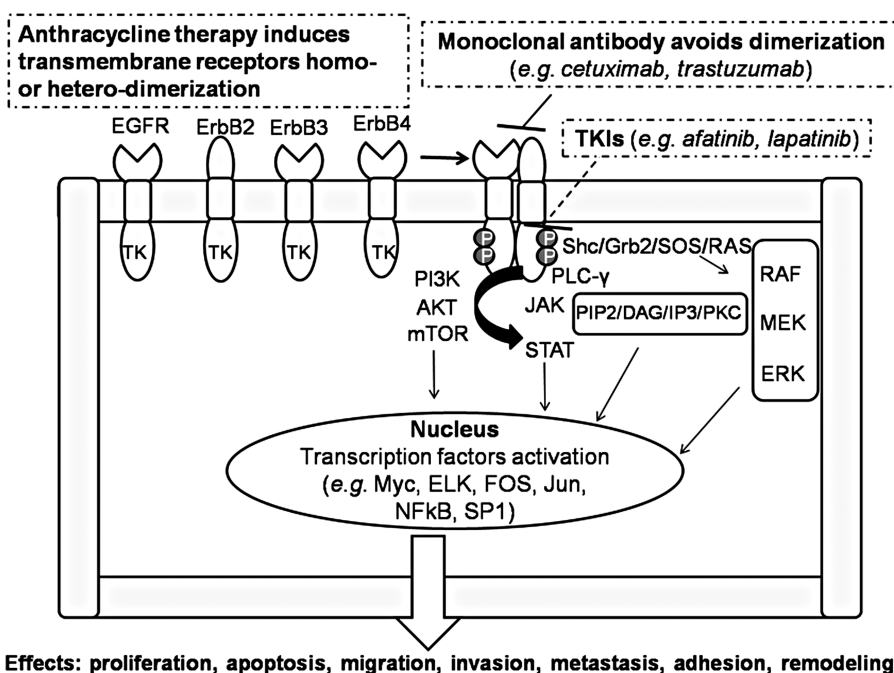 Anthracycline therapy induces
transmembrane receptors homo-
or hetero-dimerization
Monoclonal antibody avoids dimerization
(e.g. cetuximab, trastuzumab)
EGFR ErbB2 ErbB3 ErbB4
TKIs (e.g. afatinib, lapatinib)
TK TK TK TK
P P
P P
Shc/Grb2/SOS/RAS
PI3K
AKT
mTOR
PLC-γ
JAK
STAT
PIP2/DAG/IP3/PKC
RAF
MEK
ERK
Nucleus
Transcription factors activation
(e.g. Myc, ELK, FOS, Jun,
NFkB, SP1)
Effects: proliferation, apoptosis, migration, invasion, metastasis, adhesion, remodeling